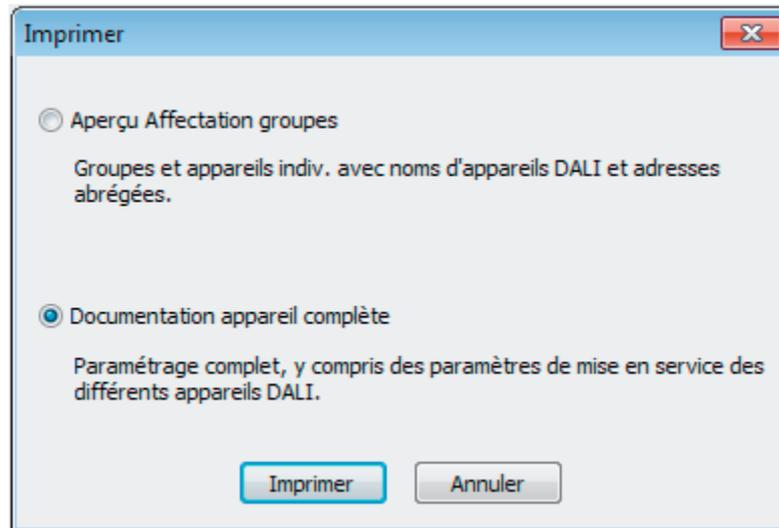 Imprimer
Aperçu Affectation groupes
Groupes et appareils indiv. avec noms d'appareils DALI et adresses
abrégées.
Documentation appareil complète
Paramétrage complet, y compris des paramètres de mise en service des
différents appareils DALI.
Imprimer
Annuler